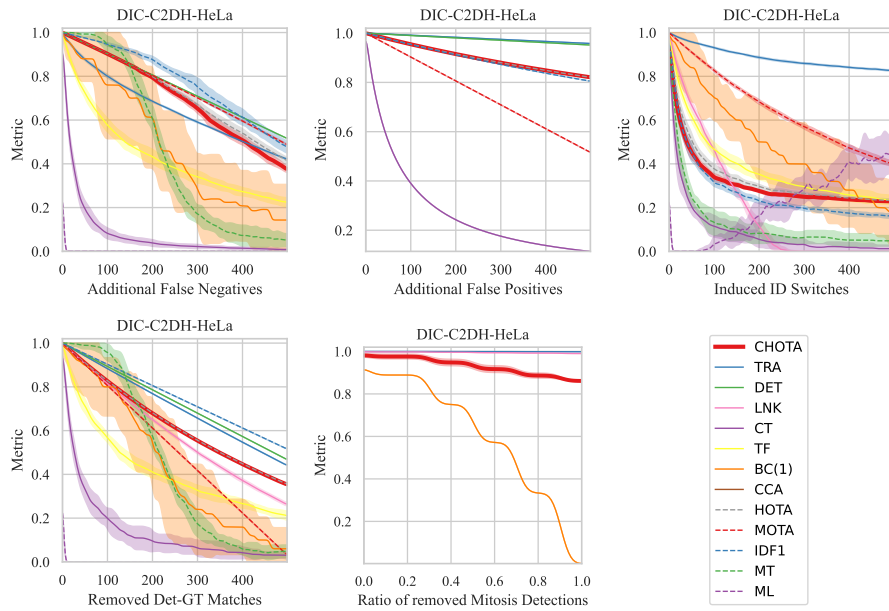 DIC-C2DH-HeLa
DIC-C2DH-HeLa
DIC-C2DH-HeLa
Metric
1.0
0.8
0.6
0.4
0.2
0.0
0
100
200
300
400
Additional False Negatives
Metric
1.0
0.8
0.6
0.4
0.2
0
100
200
300
400
Additional False Positives
Metric
1.0
0.8
0.6
0.4
0.2
0.0
0
100
200
300
400
Induced ID Switches
DIC-C2DH-HeLa
DIC-C2DH-HeLa
Metric
1.0
0.8
0.6
0.4
0.2
0.0
0
100
200
300
400
Removed Det-GT Matches
Metric
1.0
0.8
0.6
0.4
0.2
0.0
0.2
0.4
0.6
0.8
1.0
Ratio of removed Mitosis Detections
CHOTA
TRA
DET
LNK
CT
TF
BC(1)
CCA
HOTA
MOTA
IDF1
MT
ML